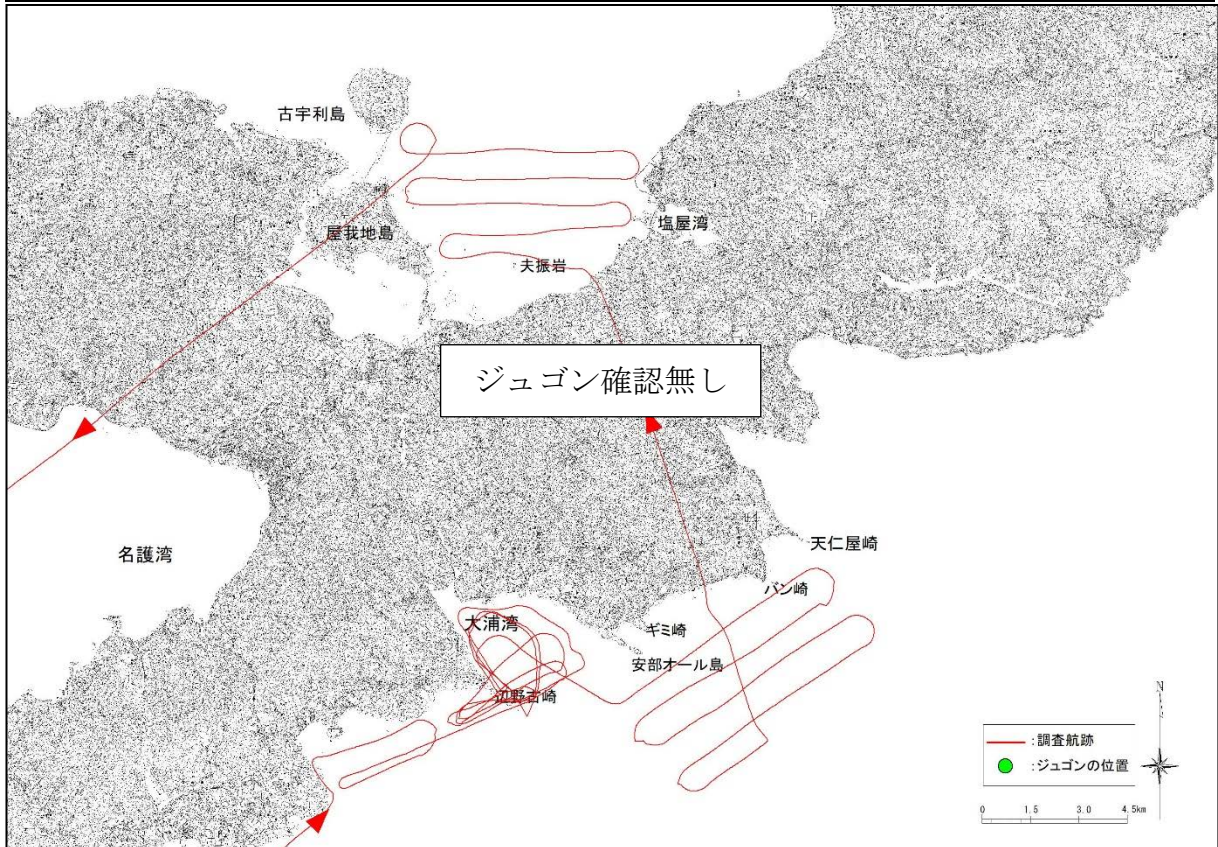 古宇利島
屋我地島
塩屋湾
夫振岩
ジュゴン確認無し
名護湾
天仁屋崎
バン崎
大浦湾
ギミ崎
安部オール島
辺野古崎
N
:調査航跡
:ジュゴンの位置
0 1.5 3.0 4.5km